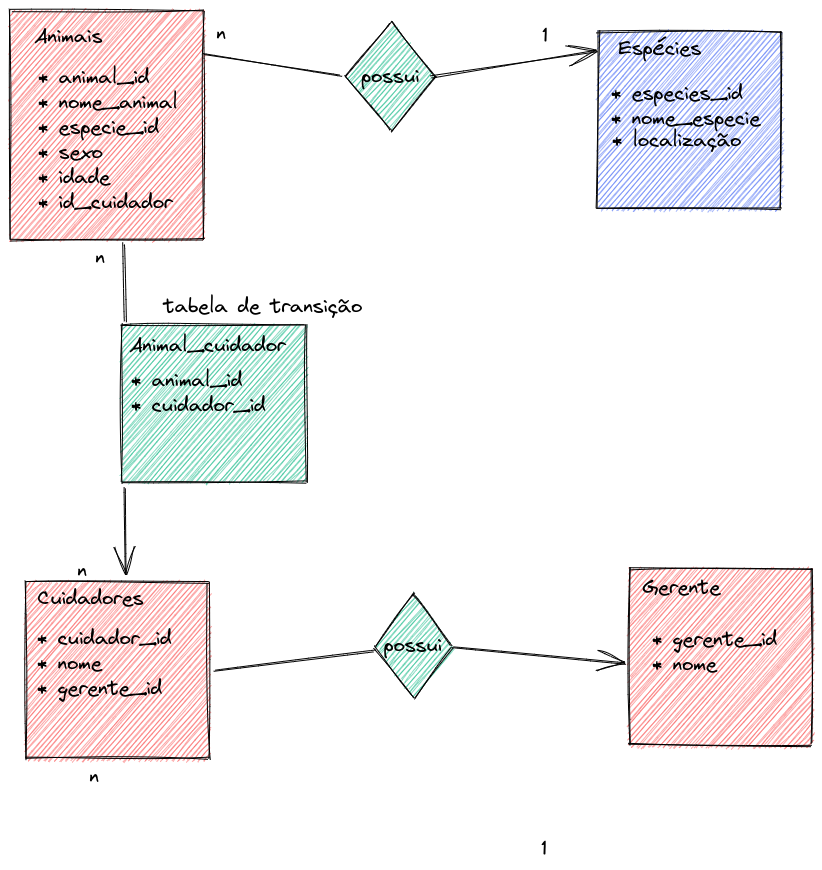 Animais
* animal_id
* nome_animal
* especie_id
* sexo
* idade
* id_cuidador
n
possui
1
Espécies
* especies_id
* nome_especie
* localização
n
tabela de transição
Animal_cuidador
* animal_id
* cuidador_id
n
Cuidadores
* cuidador_id
* nome
* gerente_id
n
possui
Gerente
* gerente_id
* nome
1